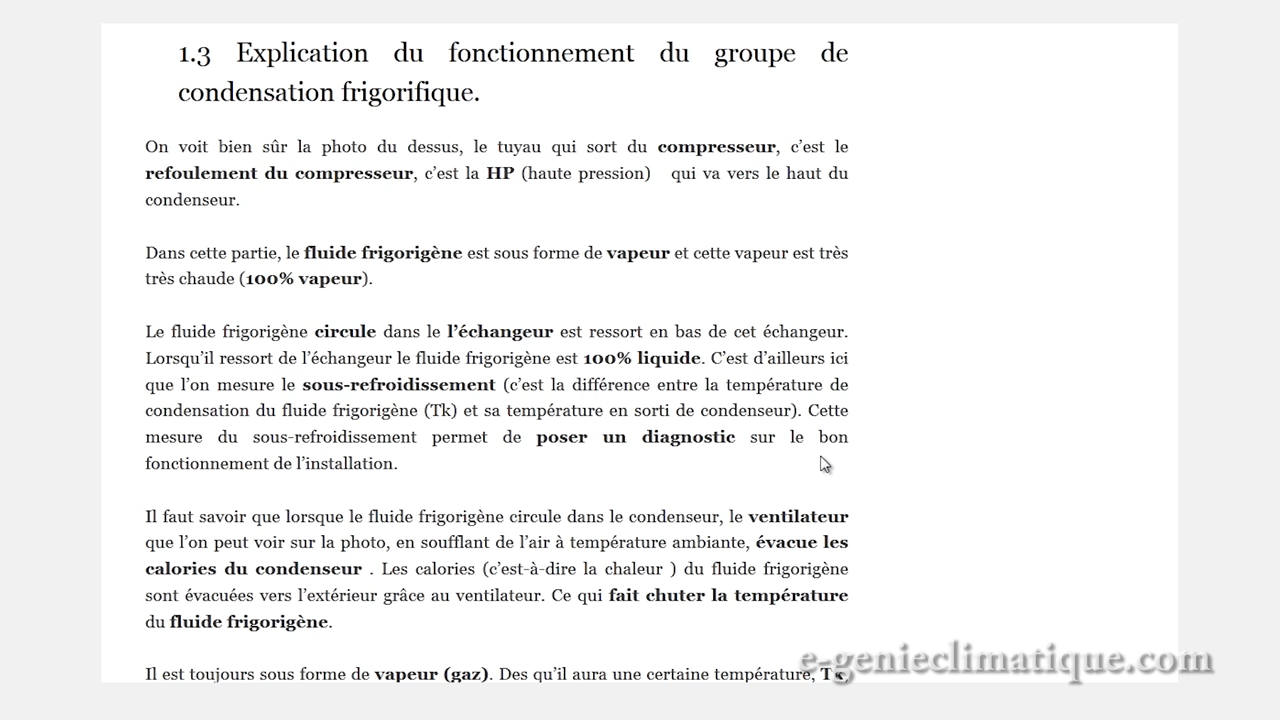 1.3 Explication du fonctionnement du groupe de
condensation frigorifique.
On voit bien sûr la photo du dessus, le tuyau qui sort du compresseur, c’est le
refoulement du compresseur, c’est la HP (haute pression) qui va vers le haut du
condenseur.
Dans cette partie, le fluide frigorigène est sous forme de vapeur et cette vapeur est très
très chaude (100% vapeur).
Le fluide frigorigène circule dans le l’échangeur est ressort en bas de cet échangeur.
Lorsqu’il ressort de l’échangeur le fluide frigorigène est 100% liquide. C’est d’ailleurs ici
que l’on mesure le sous-refroidissement (c’est la différence entre la température de
condensation du fluide frigorigène (Tk) et sa température en sorti de condenseur). Cette
mesure du sous-refroidissement permet de poser un diagnostic sur le bon
fonctionnement de l’installation.
Il faut savoir que lorsque le fluide frigorigène circule dans le condenseur, le ventilateur
que l’on peut voir sur la photo, en soufflant de l’air à température ambiante, évacue les
calories du condenseur . Les calories (c’est-à-dire la chaleur ) du fluide frigorigène
sont évacuées vers l’extérieur grâce au ventilateur. Ce qui fait chuter la température
du fluide frigorigène.
Il est toujours sous forme de vapeur (gaz). Des qu’il aura une certaine température,
e-genieclimatique.com